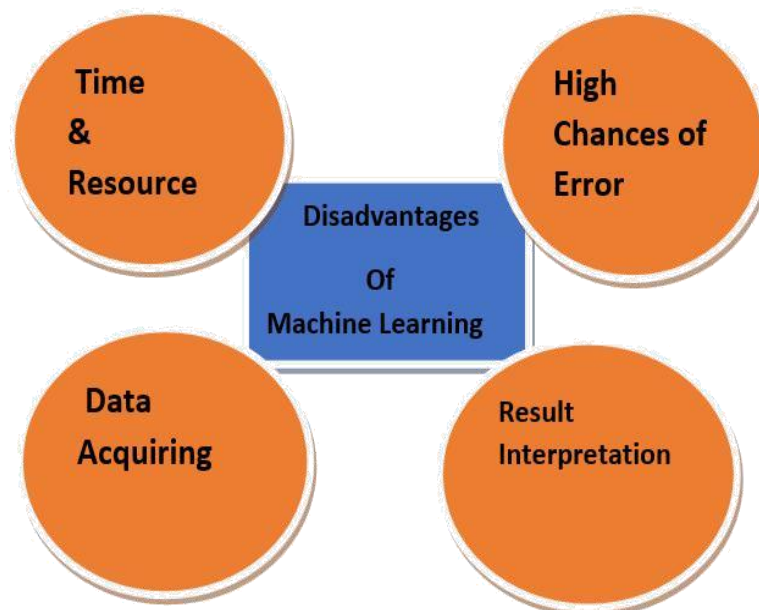 Time
&
Resource
High
Chances of
Error
Disadvantages
Of
Machine Learning
Data
Acquiring
Result
Interpretation